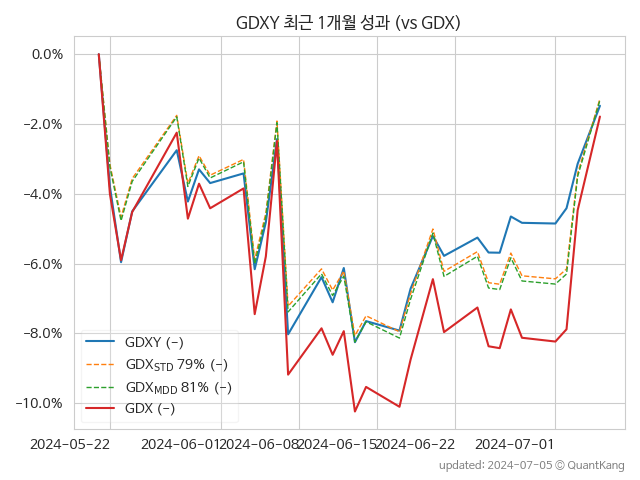 GDXY 최근 1개월 성과 (vs GDX)
0.0%
−2.0%
−4.0%
−6.0%
−8.0%
−10.0%
GDXY (−)
GDXSTD 79% (−)
GDXMDD 81% (−)
GDX (−)
2024-05-22 2024-06-01 2024-06-08 2024-06-15 2024-06-22 2024-07-01
updated: 2024-07-05 © QuantKang